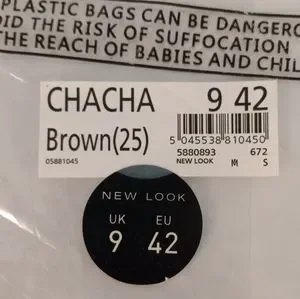 PLASTIC BAGS CAN BE DANGERO
OID THE RISK OF SUFFOCATION
THE REACH OF BABIES AND CHIL
CHACHA 9 42
Brown(25)
5 045538 810450
5880893 672
05881045
NEW LOOK M S
NEW LOOK
UK EU
9 42